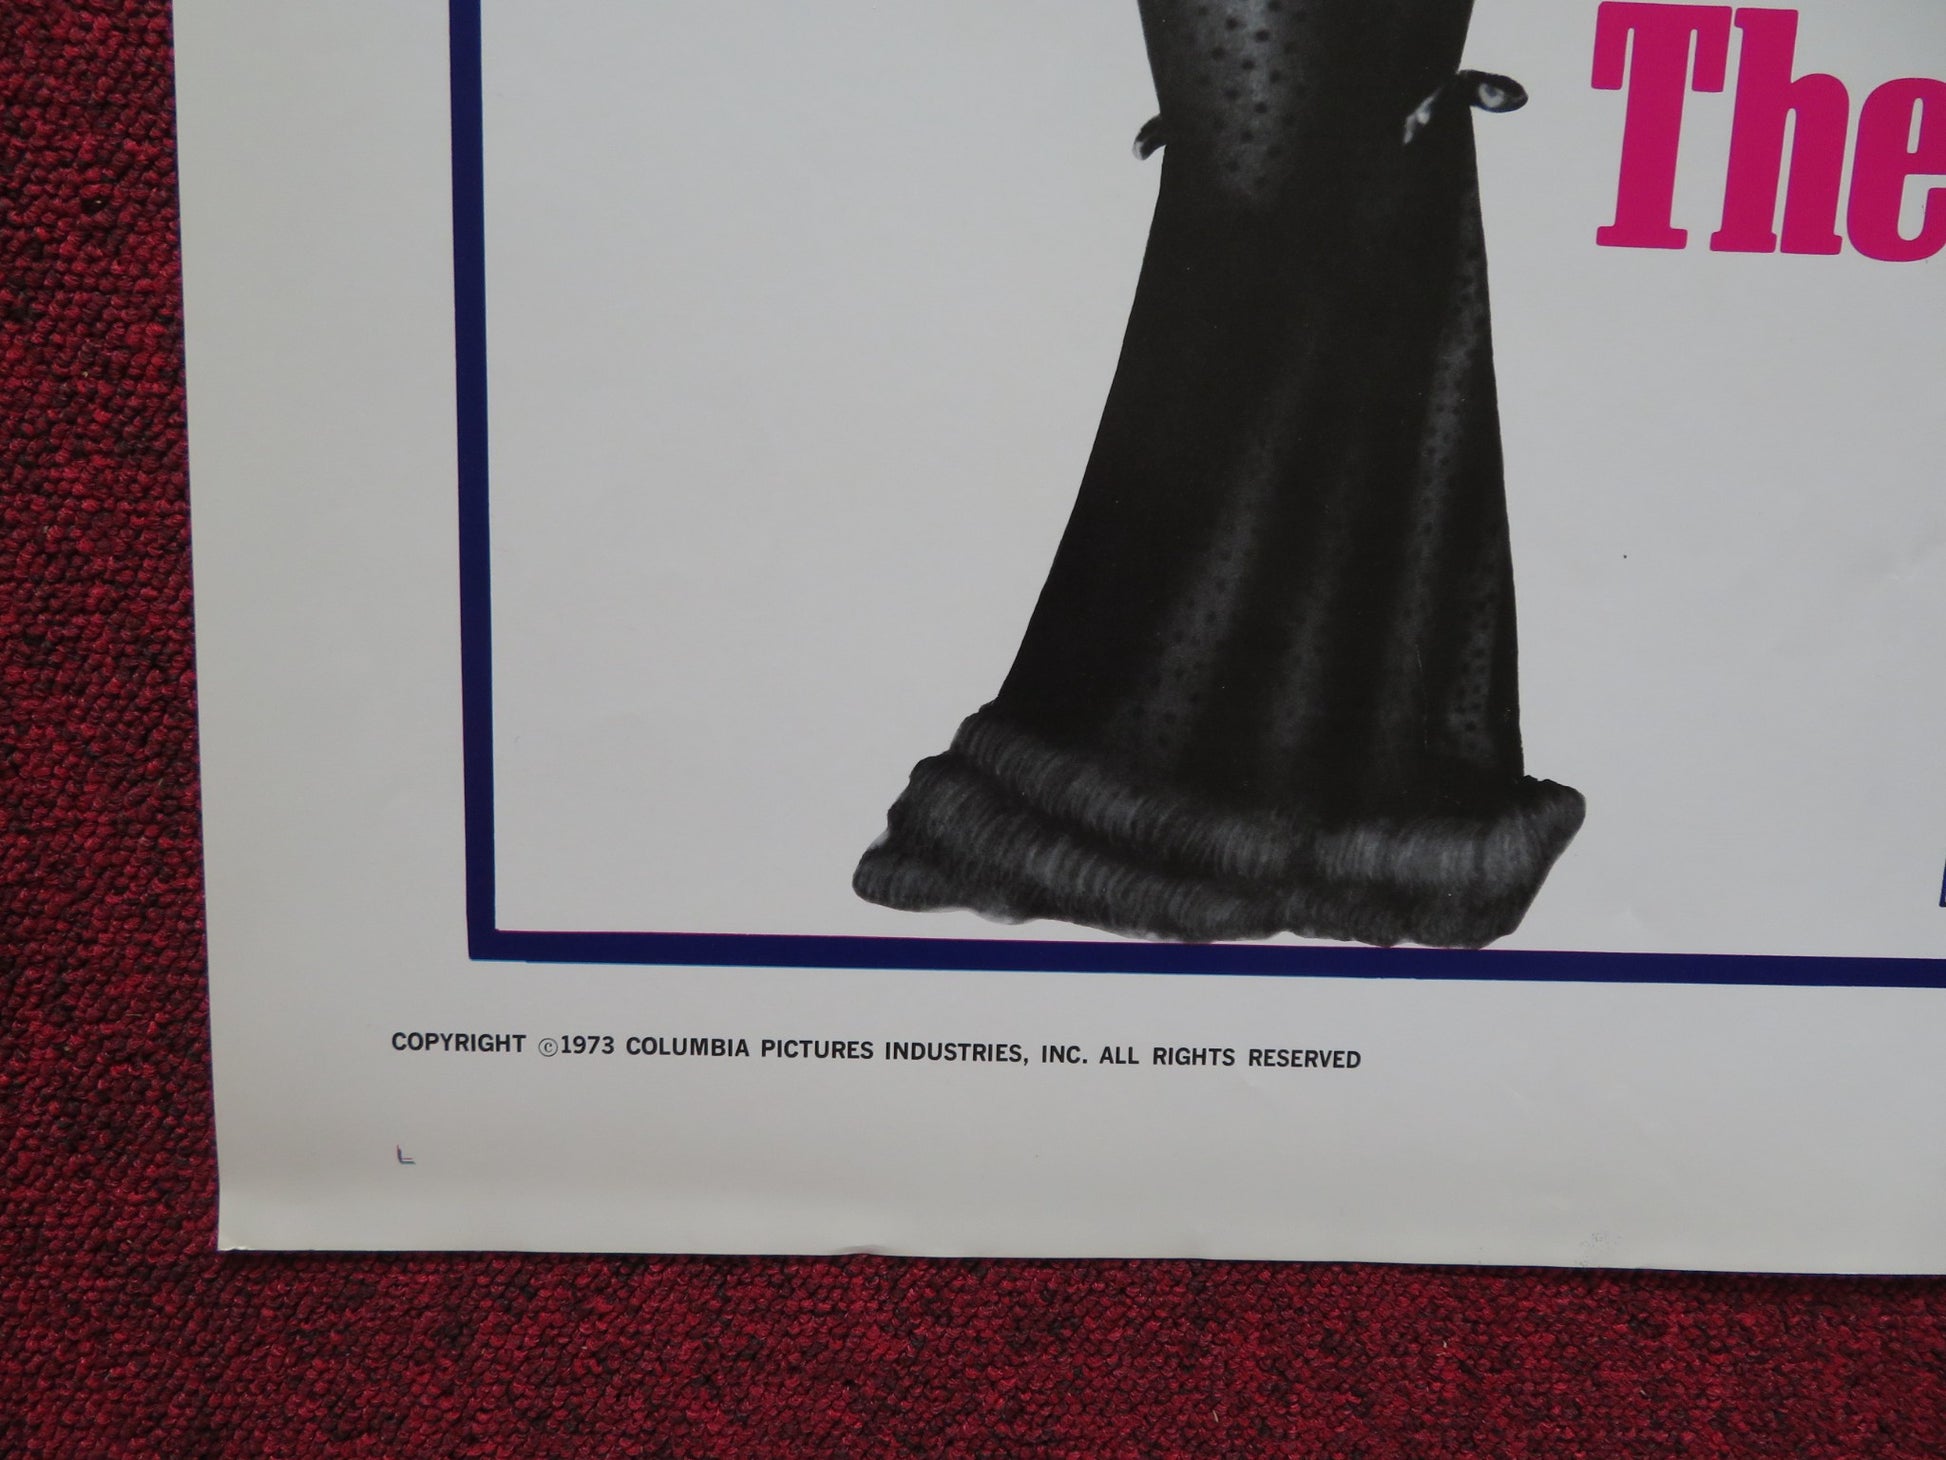 The
COPYRIGHT ©1973 COLUMBIA PICTURES INDUSTRIES, INC. ALL RIGHTS RESERVED